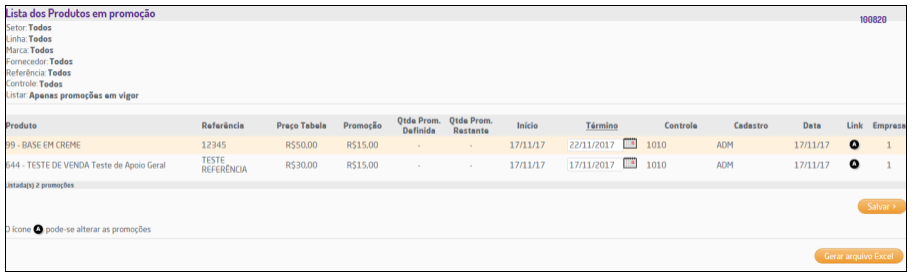 Lista dos Produtos em promoção
100820
Setor: Todos
Linha: Todos
Marca: Todos
Fornecedor: Todos
Referência: Todos
Controle: Todos
Listar: Apenas promoções em vigor
Produto Referência Preço Tabela Promoção Qtde Prom. Definida Qtde Prom. Restante Início Término Controle Cadastro Data Link Empresa
99 - BASE EM CREME 12345 R$50,00 R$15,00 - - 17/11/17 22/11/2017 1010 ADM 17/11/17 A 1
644 - TESTE DE VENDA Teste de Apoio Geral TESTE REFERÊNCIA R$30,00 R$15,00 - - 17/11/17 17/11/2017 1010 ADM 17/11/17 A 1
Listada(s) 2 promoções
Salvar >
O ícone A pode-se alterar as promoções
Gerar arquivo Excel